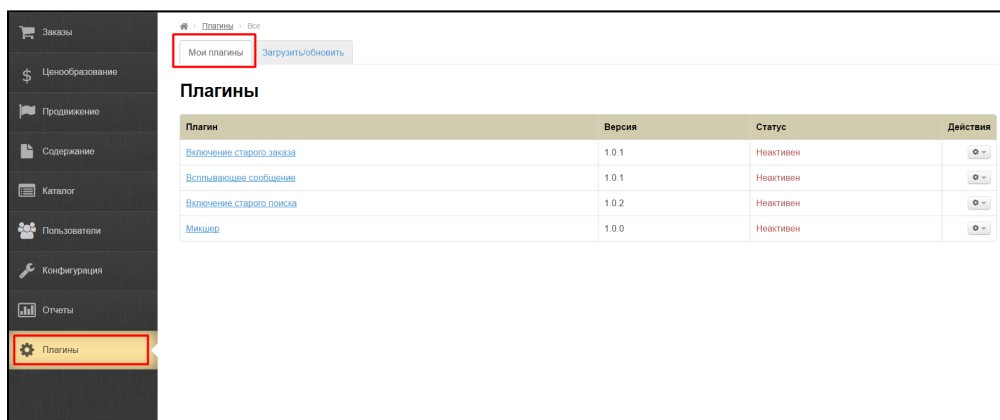 Заказы
Ценообразование
Продвижение
Содержание
Каталог
Пользователи
Конфигурация
Отчеты
Плагины
Плагины > Все
Мои плагины Загрузить/обновить
Плагины
Плагин Версия Статус Действия
Включение старого заказа 1.0.1 Неактивен
Всплывающее сообщение 1.0.1 Неактивен
Включение старого поиска 1.0.2 Неактивен
Микшер 1.0.0 Неактивен